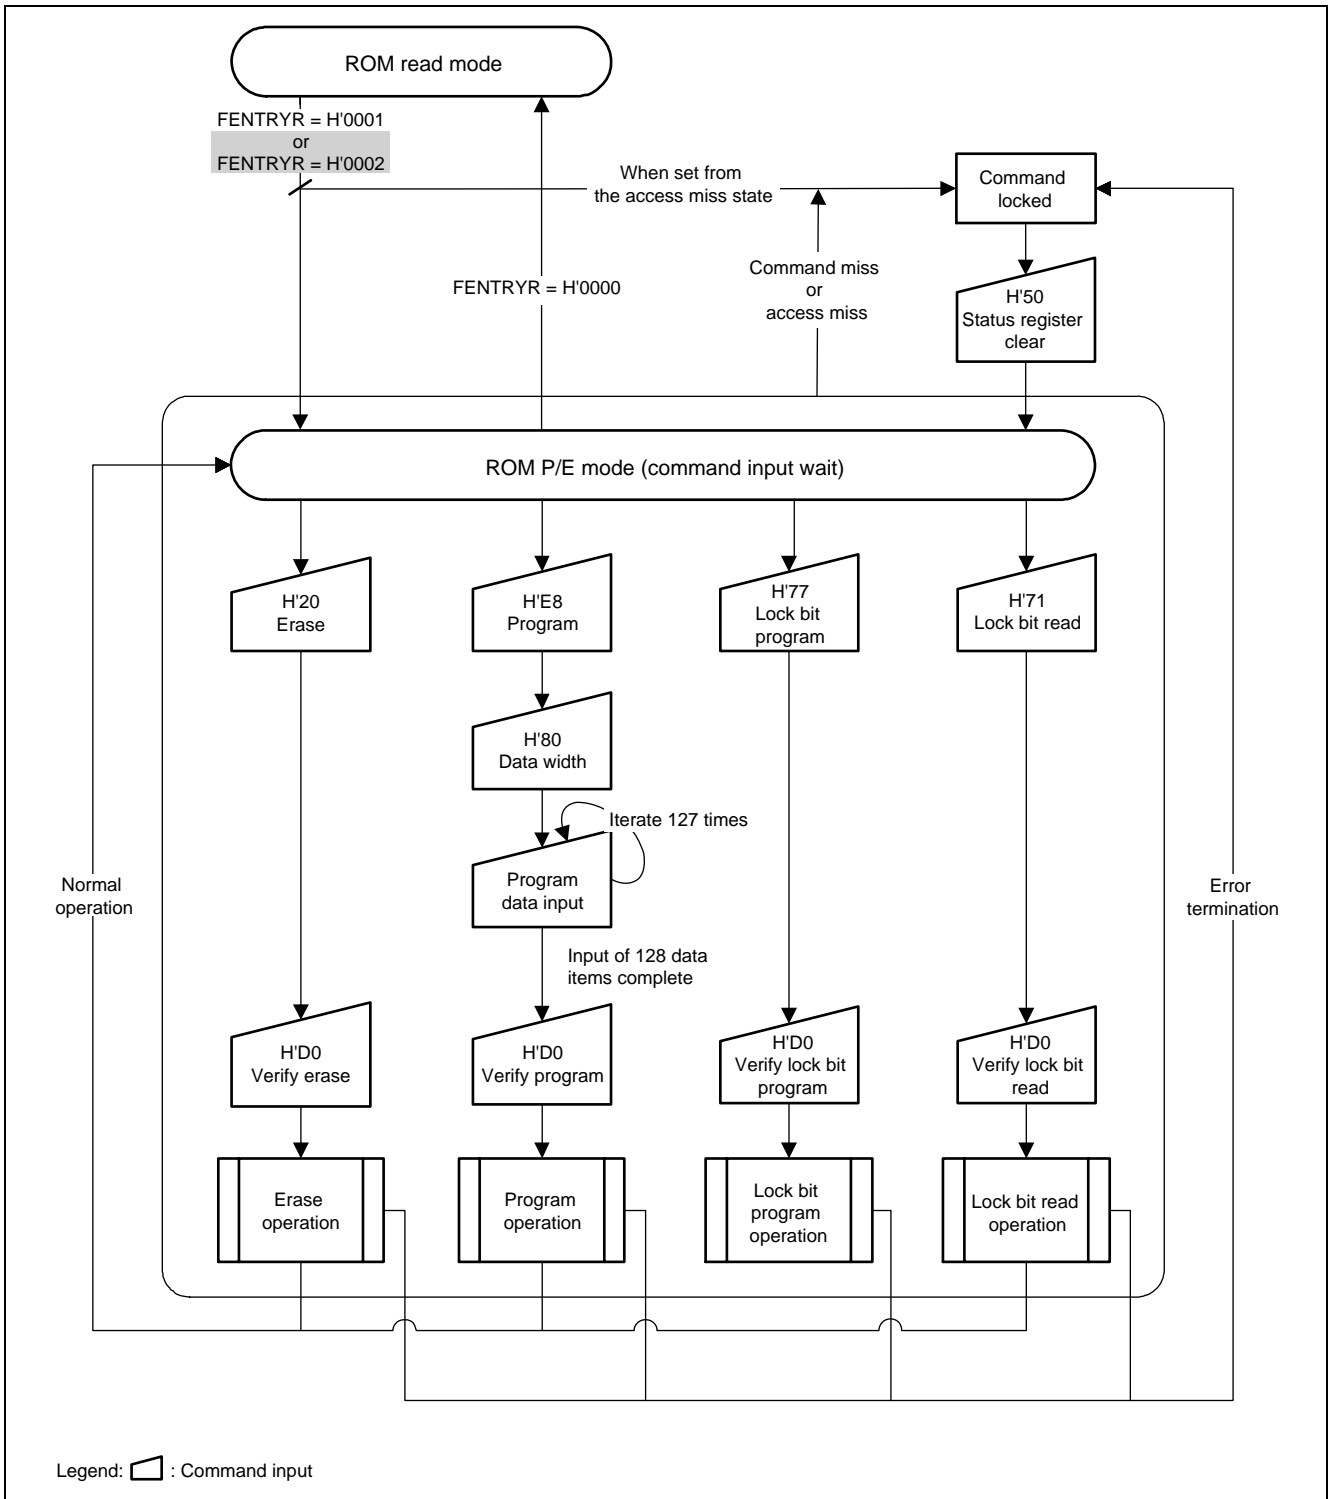 ROM read mode
FENTRYR = H'0001
or
FENTRYR = H'0002
When set from
the access miss state
Command
locked
FENTRYR = H'0000
Command miss
or
access miss
H'50
Status register
clear
ROM P/E mode (command input wait)
H'20
Erase
H'E8
Program
H'77
Lock bit
program
H'71
Lock bit read
H'80
Data width
Iterate 127 times
Program
data input
Normal
operation
Error
termination
Input of 128 data
items complete
H'D0
Verify erase
H'D0
Verify program
H'D0
Verify lock bit
program
H'D0
Verify lock bit
read
Erase
operation
Program
operation
Lock bit
program
operation
Lock bit read
operation
Legend: : Command input